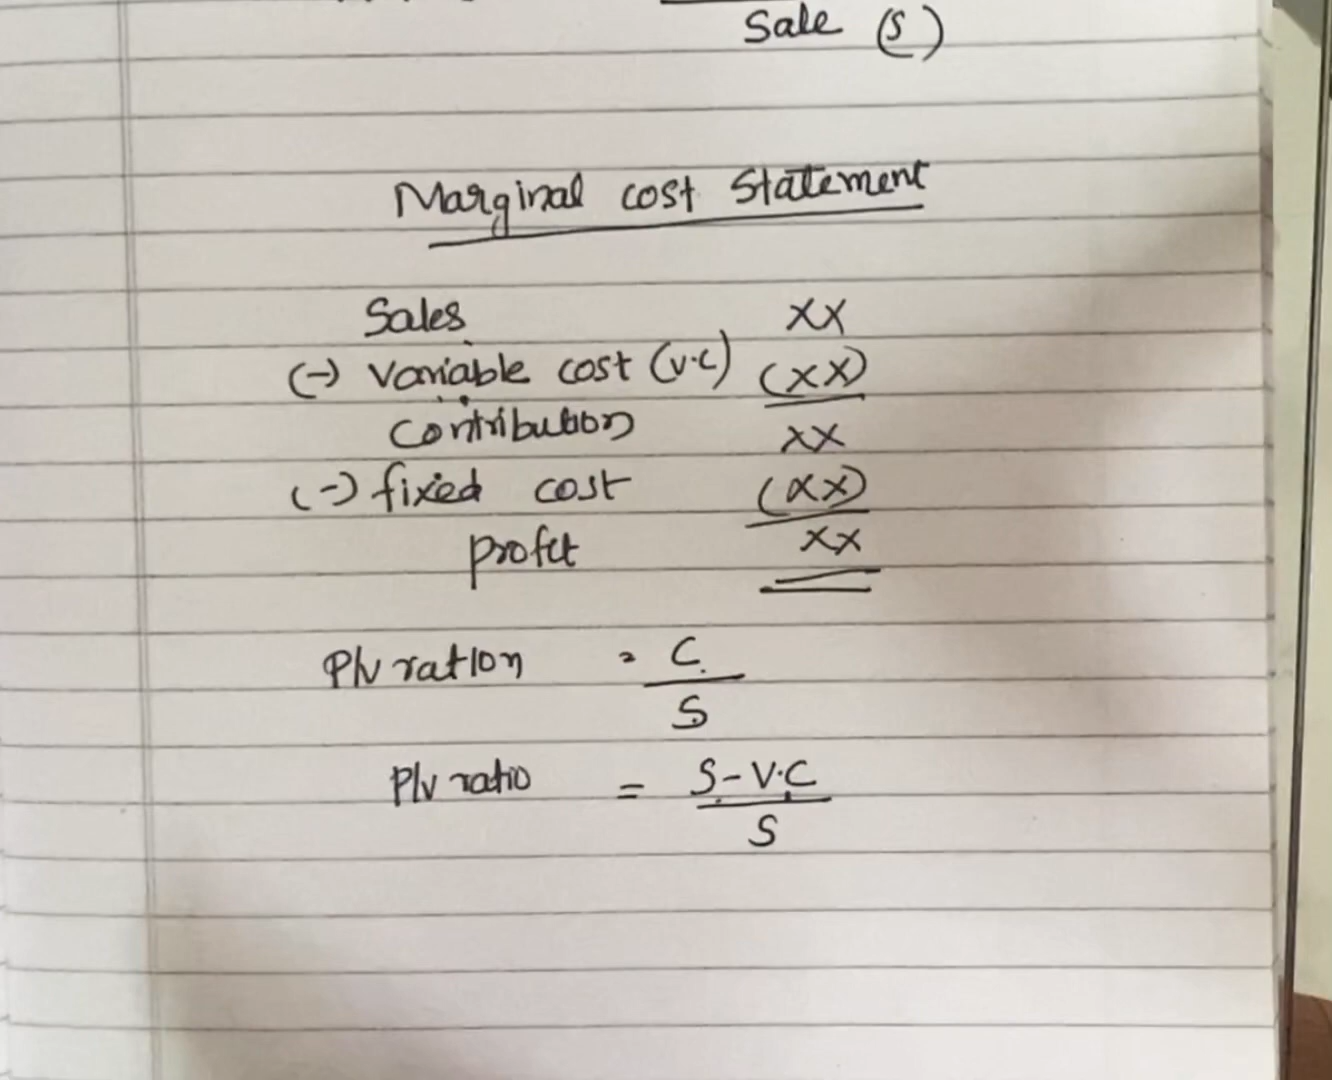 Sale (S)
Marginal cost Statement
Sales XX
(-) Variable cost (V.C) (XX)
Contribution XX
(-) fixed cost (XX)
profit XX
P/V ration = C
S
P/V ratio = S - V.C
S